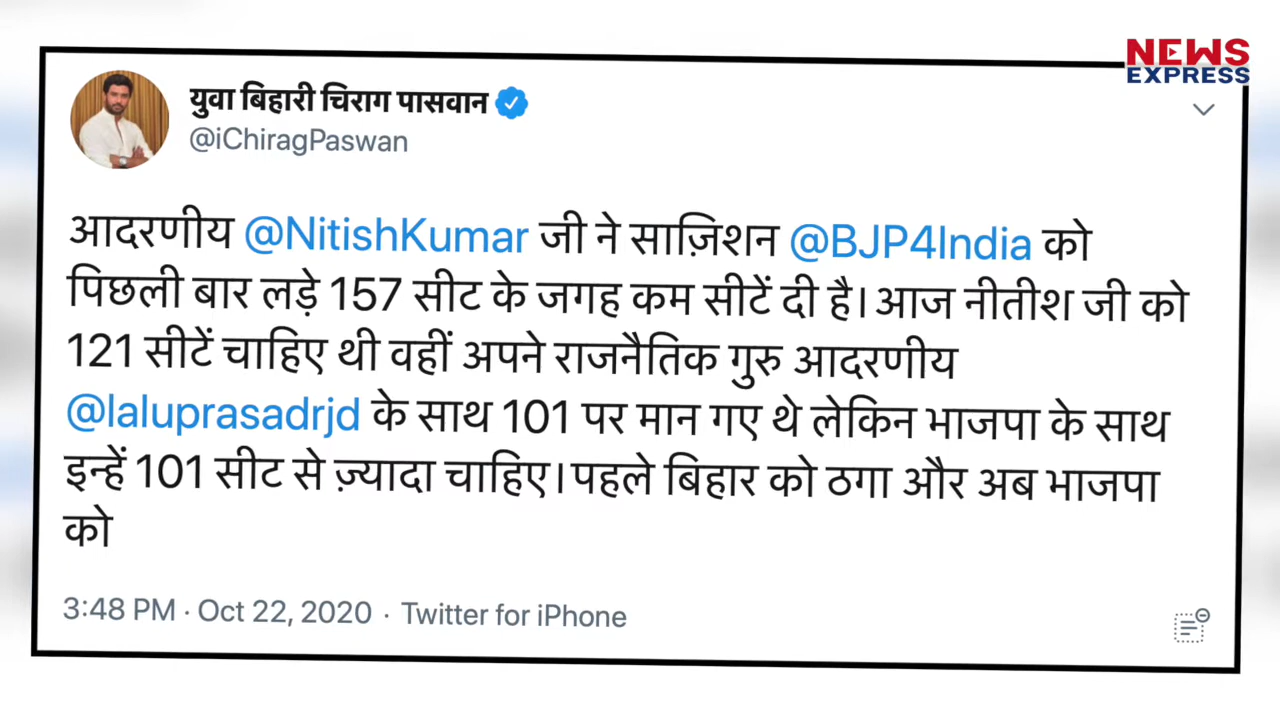 NEWS
EXPRESS
युवा बिहारी चिराग पासवान
@iChiragPaswan
आदरणीय @NitishKumar जी ने साज़िशन @BJP4India को
पिछली बार लड़े 157 सीट के जगह कम सीटें दी है। आज नीतीश जी को
121 सीटें चाहिए थी वहीं अपने राजनैतिक गुरु आदरणीय
@laluprasadrjd के साथ 101 पर मान गए थे लेकिन भाजपा के साथ
इन्हें 101 सीट से ज़्यादा चाहिए। पहले बिहार को ठगा और अब भाजपा
को
3:48 PM · Oct 22, 2020 · Twitter for iPhone